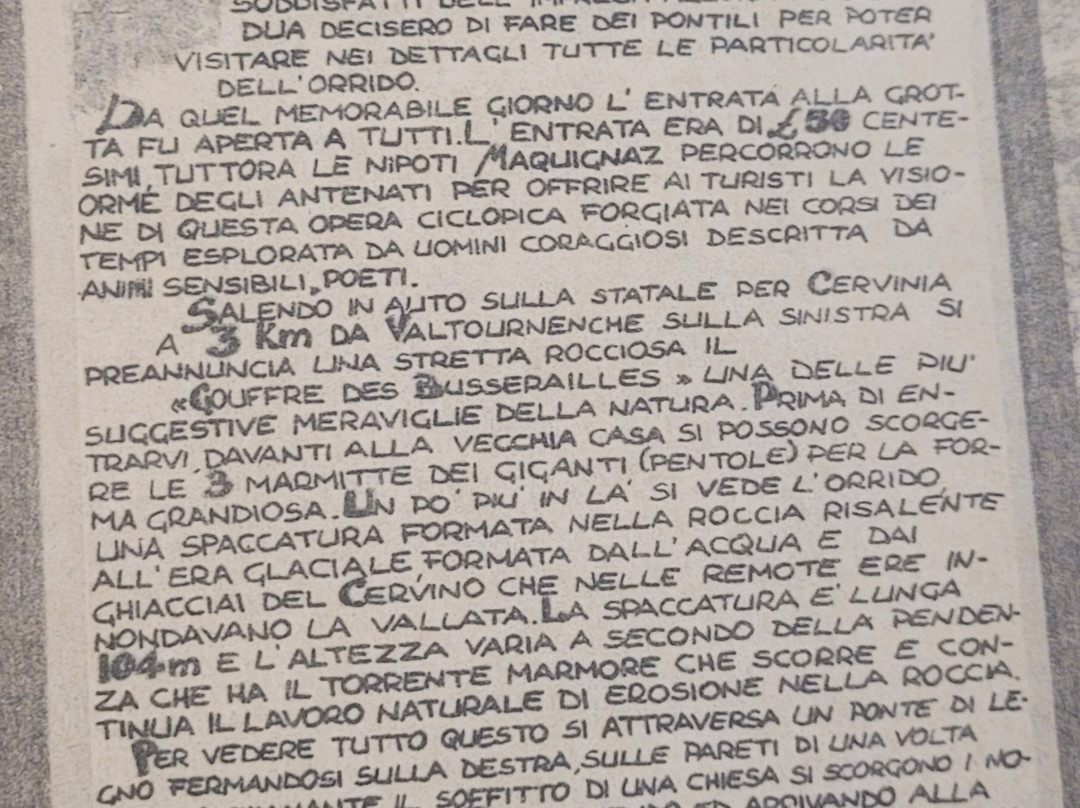 SODDISFATTI DELL'IMPRESA
DUA DECISERO DI FARE DEI PONTILI PER POTER
VISITARE NEI DETTAGLI TUTTE LE PARTICOLARITA'
DELL'ORRIDO.
DA QUEL MEMORABILE GIORNO L' ENTRATA ALLA GROT-
TA FU APERTA A TUTTI. L' ENTRATA ERA DI £ 50 CENTE-
SIMI, TUTTORA LE NIPOTI MAQUIGNAZ PERCORRONO LE
ORME DEGLI ANTENATI PER OFFRIRE AI TURISTI LA VISIO-
NE DI QUESTA OPERA CICLOPICA FORGIATA NEI CORSI DEI
TEMPI ESPLORATA DA UOMINI CORAGGIOSI DESCRITTA DA
ANIMI SENSIBILI, POETI.
SALENDO IN AUTO SULLA STATALE PER CERVINIA
A 3 Km DA VALTOURNENCHE SULLA SINISTRA SI
PREANNUNCIA UNA STRETTA ROCCIOSA IL
«GOUFFRE DES BUSSERAILLES» UNA DELLE PIU'
SUGGESTIVE MERAVIGLIE DELLA NATURA. PRIMA DI EN-
TRARVI, DAVANTI ALLA VECCHIA CASA SI POSSONO SCORGE-
RE LE 3 MARMITTE DEI GIGANTI (PENTOLE) PER LA FOR-
MA GRANDIOSA. UN PO' PIU' IN LA' SI VEDE L'ORRIDO,
UNA SPACCATURA FORMATA NELLA ROCCIA RISALENTE
ALL'ERA GLACIALE, FORMATA DALL'ACQUA E DAI
GHIACCIAI DEL CERVINO CHE NELLE REMOTE ERE IN-
NONDAVANO LA VALLATA. LA SPACCATURA E' LUNGA
104m E L'ALTEZZA VARIA A SECONDO DELLA PENDEN-
ZA CHE HA IL TORRENTE MARMORE CHE SCORRE E CON-
TINUA IL LAVORO NATURALE DI EROSIONE NELLA ROCCIA.
PER VEDERE TUTTO QUESTO SI ATTRAVERSA UN PONTE DI LE-
GNO FERMANDOSI SULLA DESTRA, SULLE PARETI DI UNA VOLTA
IL SOFFITTO DI UNA CHIESA SI SCORGONO I NO-
ED ARRIVANDO ALLA